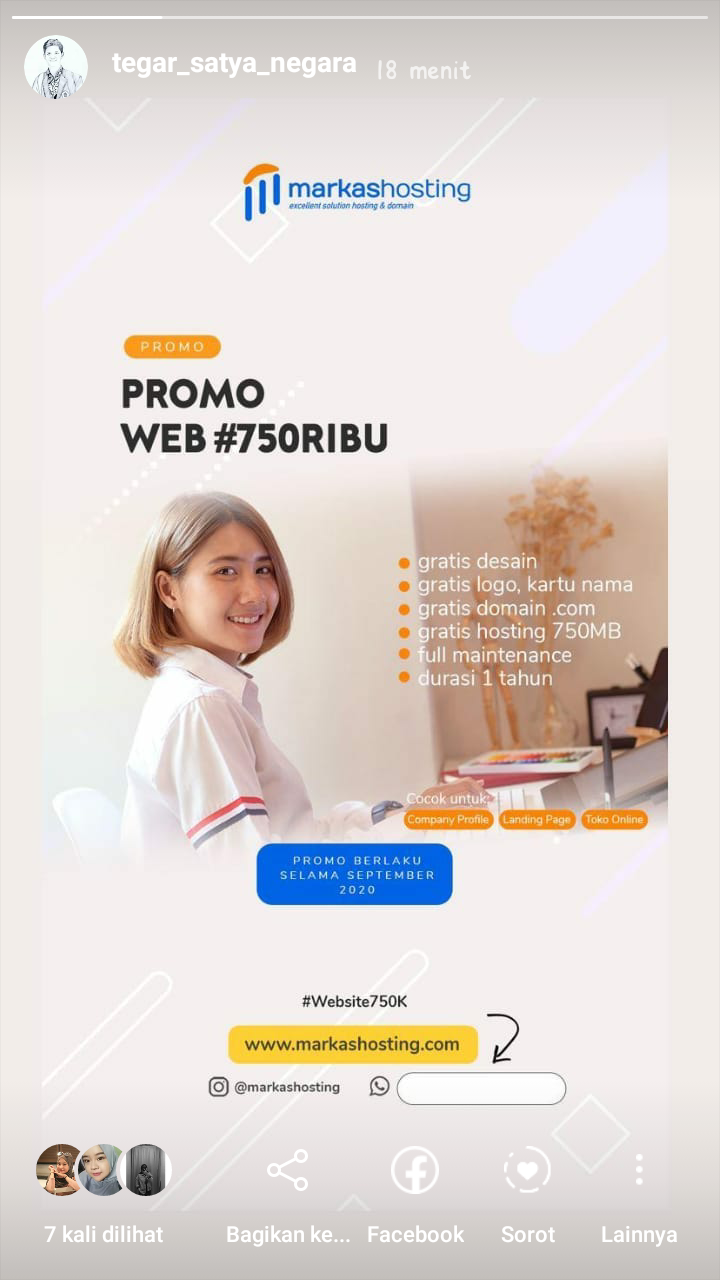 tegar_satya_negara 18 menit
markashosting
excellent solution hosting & domain
PROMO
PROMO
WEB #750RIBU
gratis desain
gratis logo, kartu nama
gratis domain .com
gratis hosting 750MB
full maintenance
durasi 1 tahun
Cocok untuk:
Company Profile Landing Page Toko Online
PROMO BERLAKU
SELAMA SEPTEMBER
2020
#Website750K
www.markashosting.com
@markashosting
7 kali dilihat Bagikan ke... Facebook Sorot Lainnya